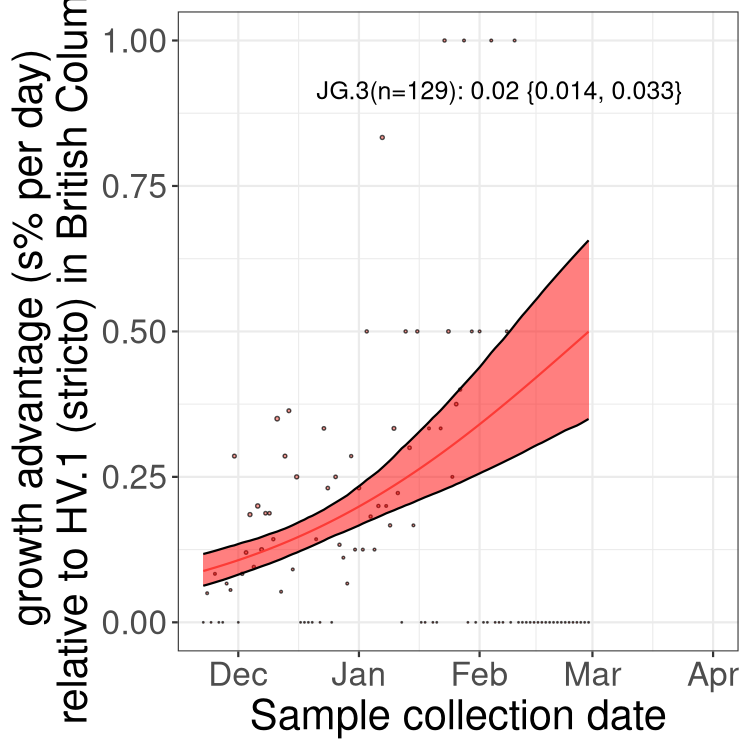 growth advantage (s% per day)
relative to HV.1 (stricto) in British Colum
1.00
0.75
0.50
0.25
0.00
JG.3(n=129): 0.02 {0.014, 0.033}
Dec Jan Feb Mar Apr
Sample collection date